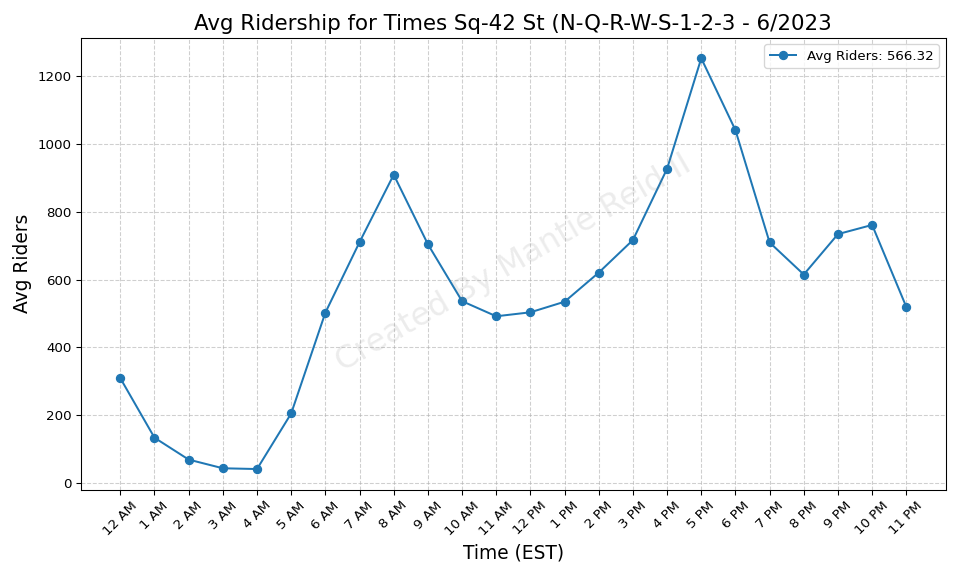 Avg Ridership for Times Sq-42 St (N-Q-R-W-S-1-2-3 - 6/2023
Avg Riders: 566.32
1200
1000
800
600
400
200
0
Avg Riders
Created By Mantle Reid-II
12 AM
1 AM
2 AM
3 AM
4 AM
5 AM
6 AM
7 AM
8 AM
9 AM
10 AM
11 AM
12 PM
1 PM
2 PM
3 PM
4 PM
5 PM
6 PM
7 PM
8 PM
9 PM
10 PM
11 PM
Time (EST)